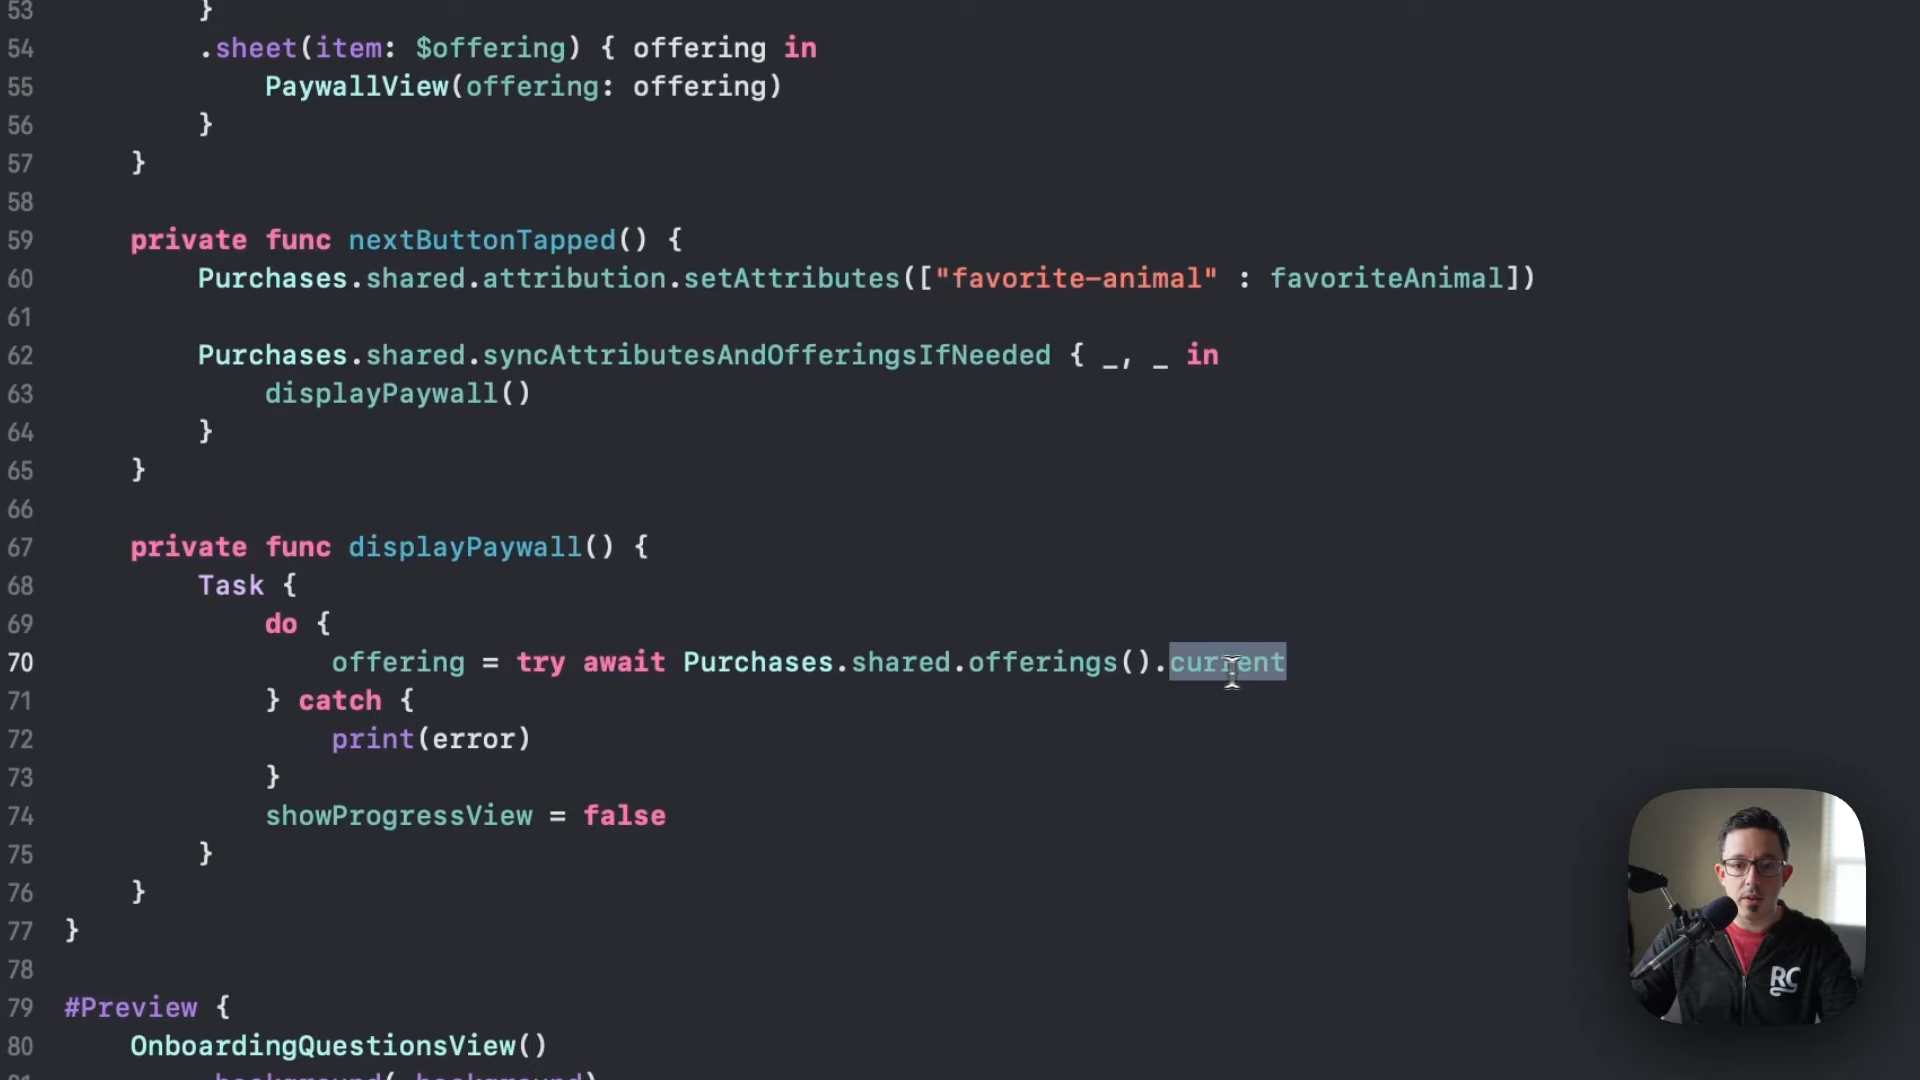 53 }
54 .sheet(item: $offering) { offering in
55 PaywallView(offering: offering)
56 }
57 }
58
59 private func nextButtonTapped() {
60 Purchases.shared.attribution.setAttributes(["favorite-animal" : favoriteAnimal])
61
62 Purchases.shared.syncAttributesAndOfferingsIfNeeded { _, _ in
63 displayPaywall()
64 }
65 }
66
67 private func displayPaywall() {
68 Task {
69 do {
70 offering = try await Purchases.shared.offerings().current
71 } catch {
72 print(error)
73 }
74 showProgressView = false
75 }
76 }
77 }
78
79 #Preview {
80 OnboardingQuestionsView()
RC